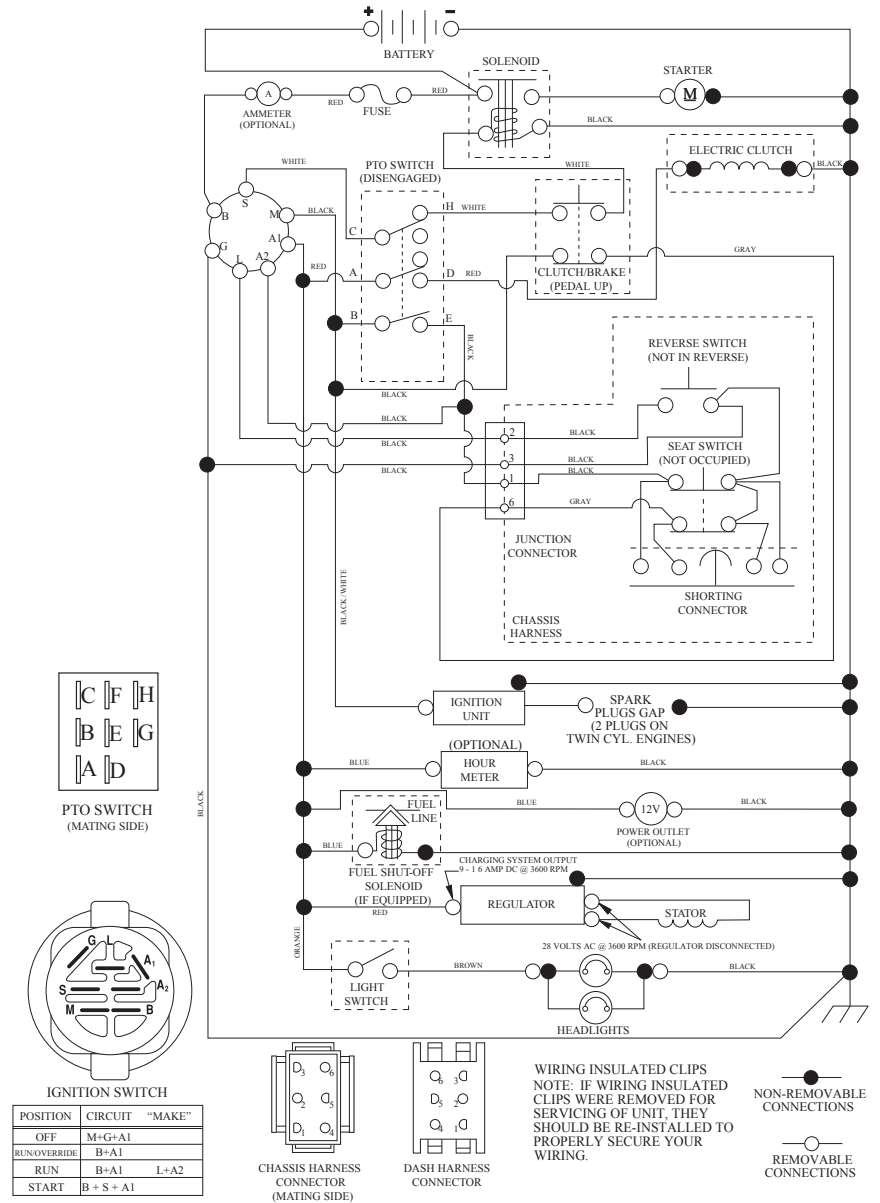 + -
BATTERY
SOLENOID
STARTER
A
M
AMMETER
(OPTIONAL)
RED
FUSE
RED
BLACK
ELECTRIC CLUTCH
BLACK
WHITE
PTO SWITCH
(DISENGAGED)
WHITE
S
B
M
BLACK
H
WHITE
C
G
A1
L
A2
GRAY
RED
A
D
RED
CLUTCH/BRAKE
(PEDAL UP)
B
E
BLACK
REVERSE SWITCH
(NOT IN REVERSE)
BLACK
BLACK
BLACK
2
BLACK
SEAT SWITCH
(NOT OCCUPIED)
BLACK
3
BLACK
1
BLACK
6
GRAY
JUNCTION
CONNECTOR
BLACK / WHITE
SHORTING
CONNECTOR
CHASSIS
HARNESS
C F H
B E G
A D
PTO SWITCH
(MATING SIDE)
BLACK
IGNITION
UNIT
SPARK
PLUGS GAP
(2 PLUGS ON
TWIN CYL. ENGINES)
(OPTIONAL)
BLUE
HOUR
METER
BLACK
BLUE
12V
BLACK
POWER OUTLET
(OPTIONAL)
FUEL
LINE
BLUE
FUEL SHUT-OFF
SOLENOID
(IF EQUIPPED)
CHARGING SYSTEM OUTPUT
9 - 1 6 AMP DC @ 3600 RPM
RED
REGULATOR
STATOR
28 VOLTS AC @ 3600 RPM (REGULATOR DISCONNECTED)
ORANGE
LIGHT
SWITCH
BROWN
BLACK
HEADLIGHTS
G L
A1
S
A2
M
B
IGNITION SWITCH
POSITION CIRCUIT "MAKE"
OFF M+G+A1
RUN/OVERRIDE B+A1
RUN B+A1 L+A2
START B + S + A1
3 6
2 5
1 4
CHASSIS HARNESS
CONNECTOR
(MATING SIDE)
6 3
5 2
4 1
DASH HARNESS
CONNECTOR
WIRING INSULATED CLIPS
NOTE: IF WIRING INSULATED
CLIPS WERE REMOVED FOR
SERVICING OF UNIT, THEY
SHOULD BE RE-INSTALLED TO
PROPERLY SECURE YOUR
WIRING.
NON-REMOVABLE
CONNECTIONS
REMOVABLE
CONNECTIONS